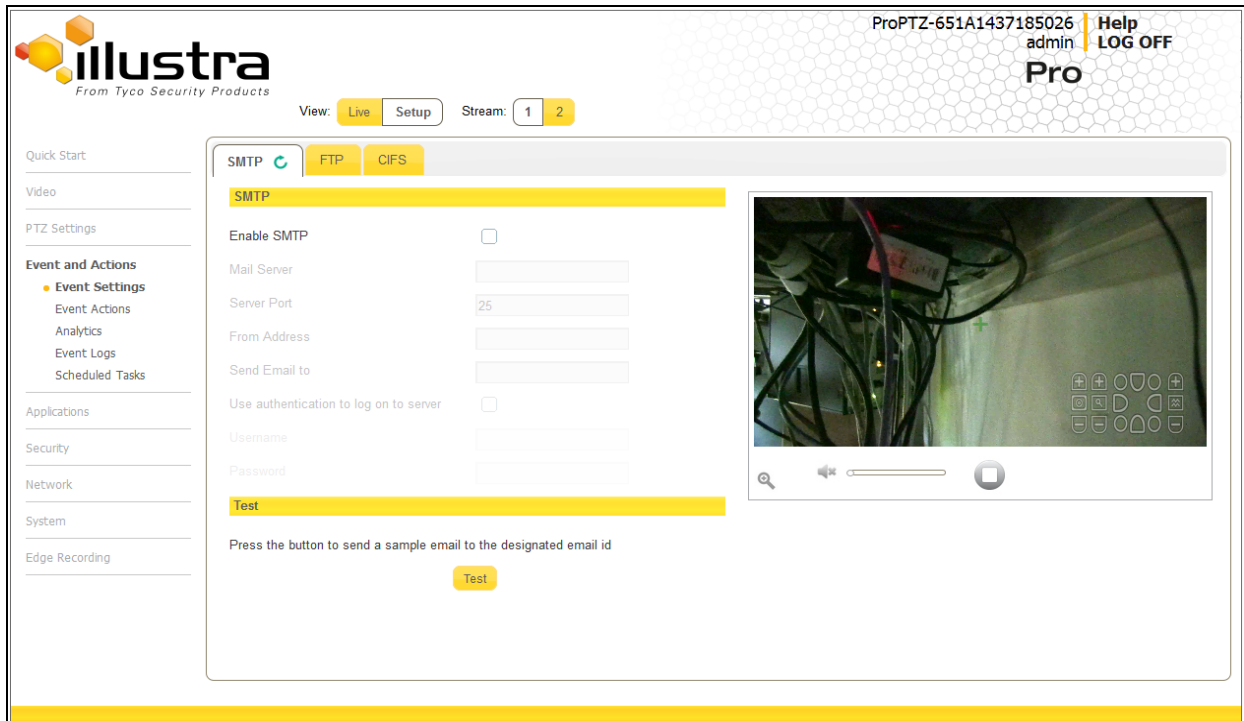 illustra
From Tyco Security Products
ProPTZ-651A1437185026 Help
admin LOG OFF
Pro
View: Live Setup Stream: 1 2
Quick Start
Video
PTZ Settings
Event and Actions
Event Settings
Event Actions
Analytics
Event Logs
Scheduled Tasks
Applications
Security
Network
System
Edge Recording
SMTP FTP CIFS
SMTP
Enable SMTP
Mail Server
Server Port 25
From Address
Send Email to
Use authentication to log on to server
Username
Password
Test
Press the button to send a sample email to the designated email id
Test